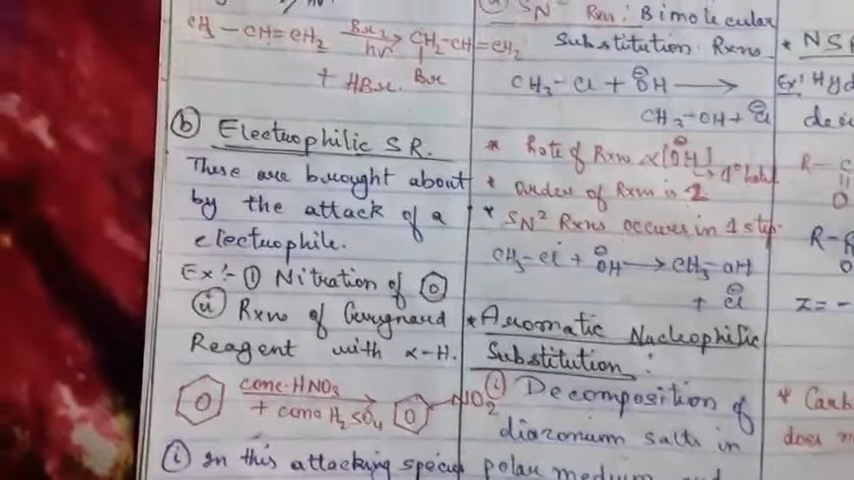 CH3 - CH=CH2 Br2 hν → CH2-CH=CH2
+ HBr. Br
(b) Electrophilic S R.
These are brought about
by the attack of a
electrophile.
Ex:- (i) Nitration of
(ii) Rxns of Grignard
Reagent with α-H.
conc. HNO3
+ conc H2SO4 NO2
(i) In this attacking species
SN2 Rxn: Bimolecular
Substitution Rxns
CH3-Cl + ⊖OH →
CH3-OH + Cl⊖
* Rate of Rxn ∝ [⊖OH]
* order of Rxn is 2
* SN2 Rxns occurs in 1 step.
CH3-Cl + ⊖OH → CH3-OH
+ Cl⊖
* Aromatic Nucleophilic
Substitution :
(i) Decomposition of
diazonium salts in
polar medium and
* NS
Ex: Hyd
R - C
O
R-
O
Z = -
* Carb
does